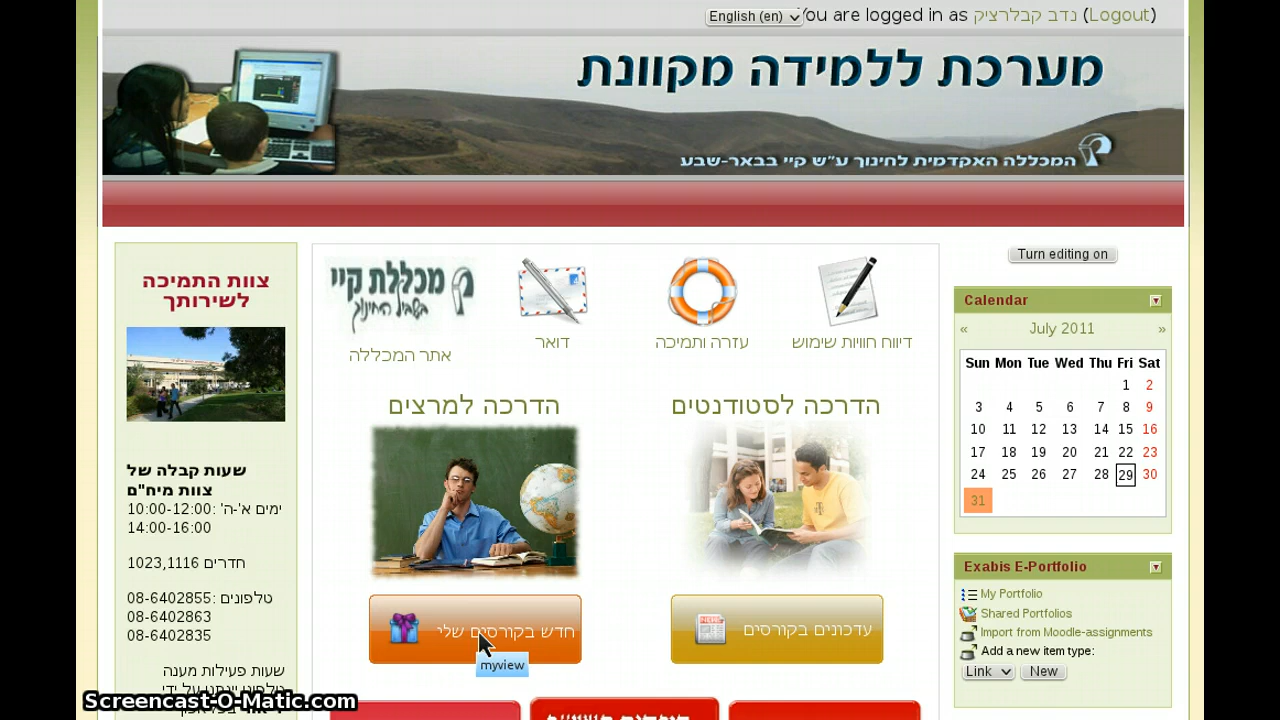 English (en)
You are logged in as נדב קבלרציק (Logout)
מערכת ללמידה מקוונת
המכללה האקדמית לחינוך ע"ש קיי בבאר-שבע
צוות התמיכה
לשירותך
שעות קבלה של
צוות מיח"ם
ימים א'-ה': 10:00-12:00
14:00-16:00
חדרים 1023,1116
טלפונים: 08-6402855
08-6402863
08-6402835
שעות פעילות מענה
מכללת קיי
בשביל החינוך
אתר המכללה
דואר
עזרה ותמיכה
דיווח חוויות שימוש
הדרכה למרצים
הדרכה לסטודנטים
חדש בקורסים שלי
myview
עדכונים בקורסים
Turn editing on
Calendar
« July 2011 »
Sun Mon Tue Wed Thu Fri Sat
1 2
3 4 5 6 7 8 9
10 11 12 13 14 15 16
17 18 19 20 21 22 23
24 25 26 27 28 29 30
31
Exabis E-Portfolio
My Portfolio
Shared Portfolios
Import from Moodle-assignments
Add a new item type:
Link New
Screencast-O-Matic.com